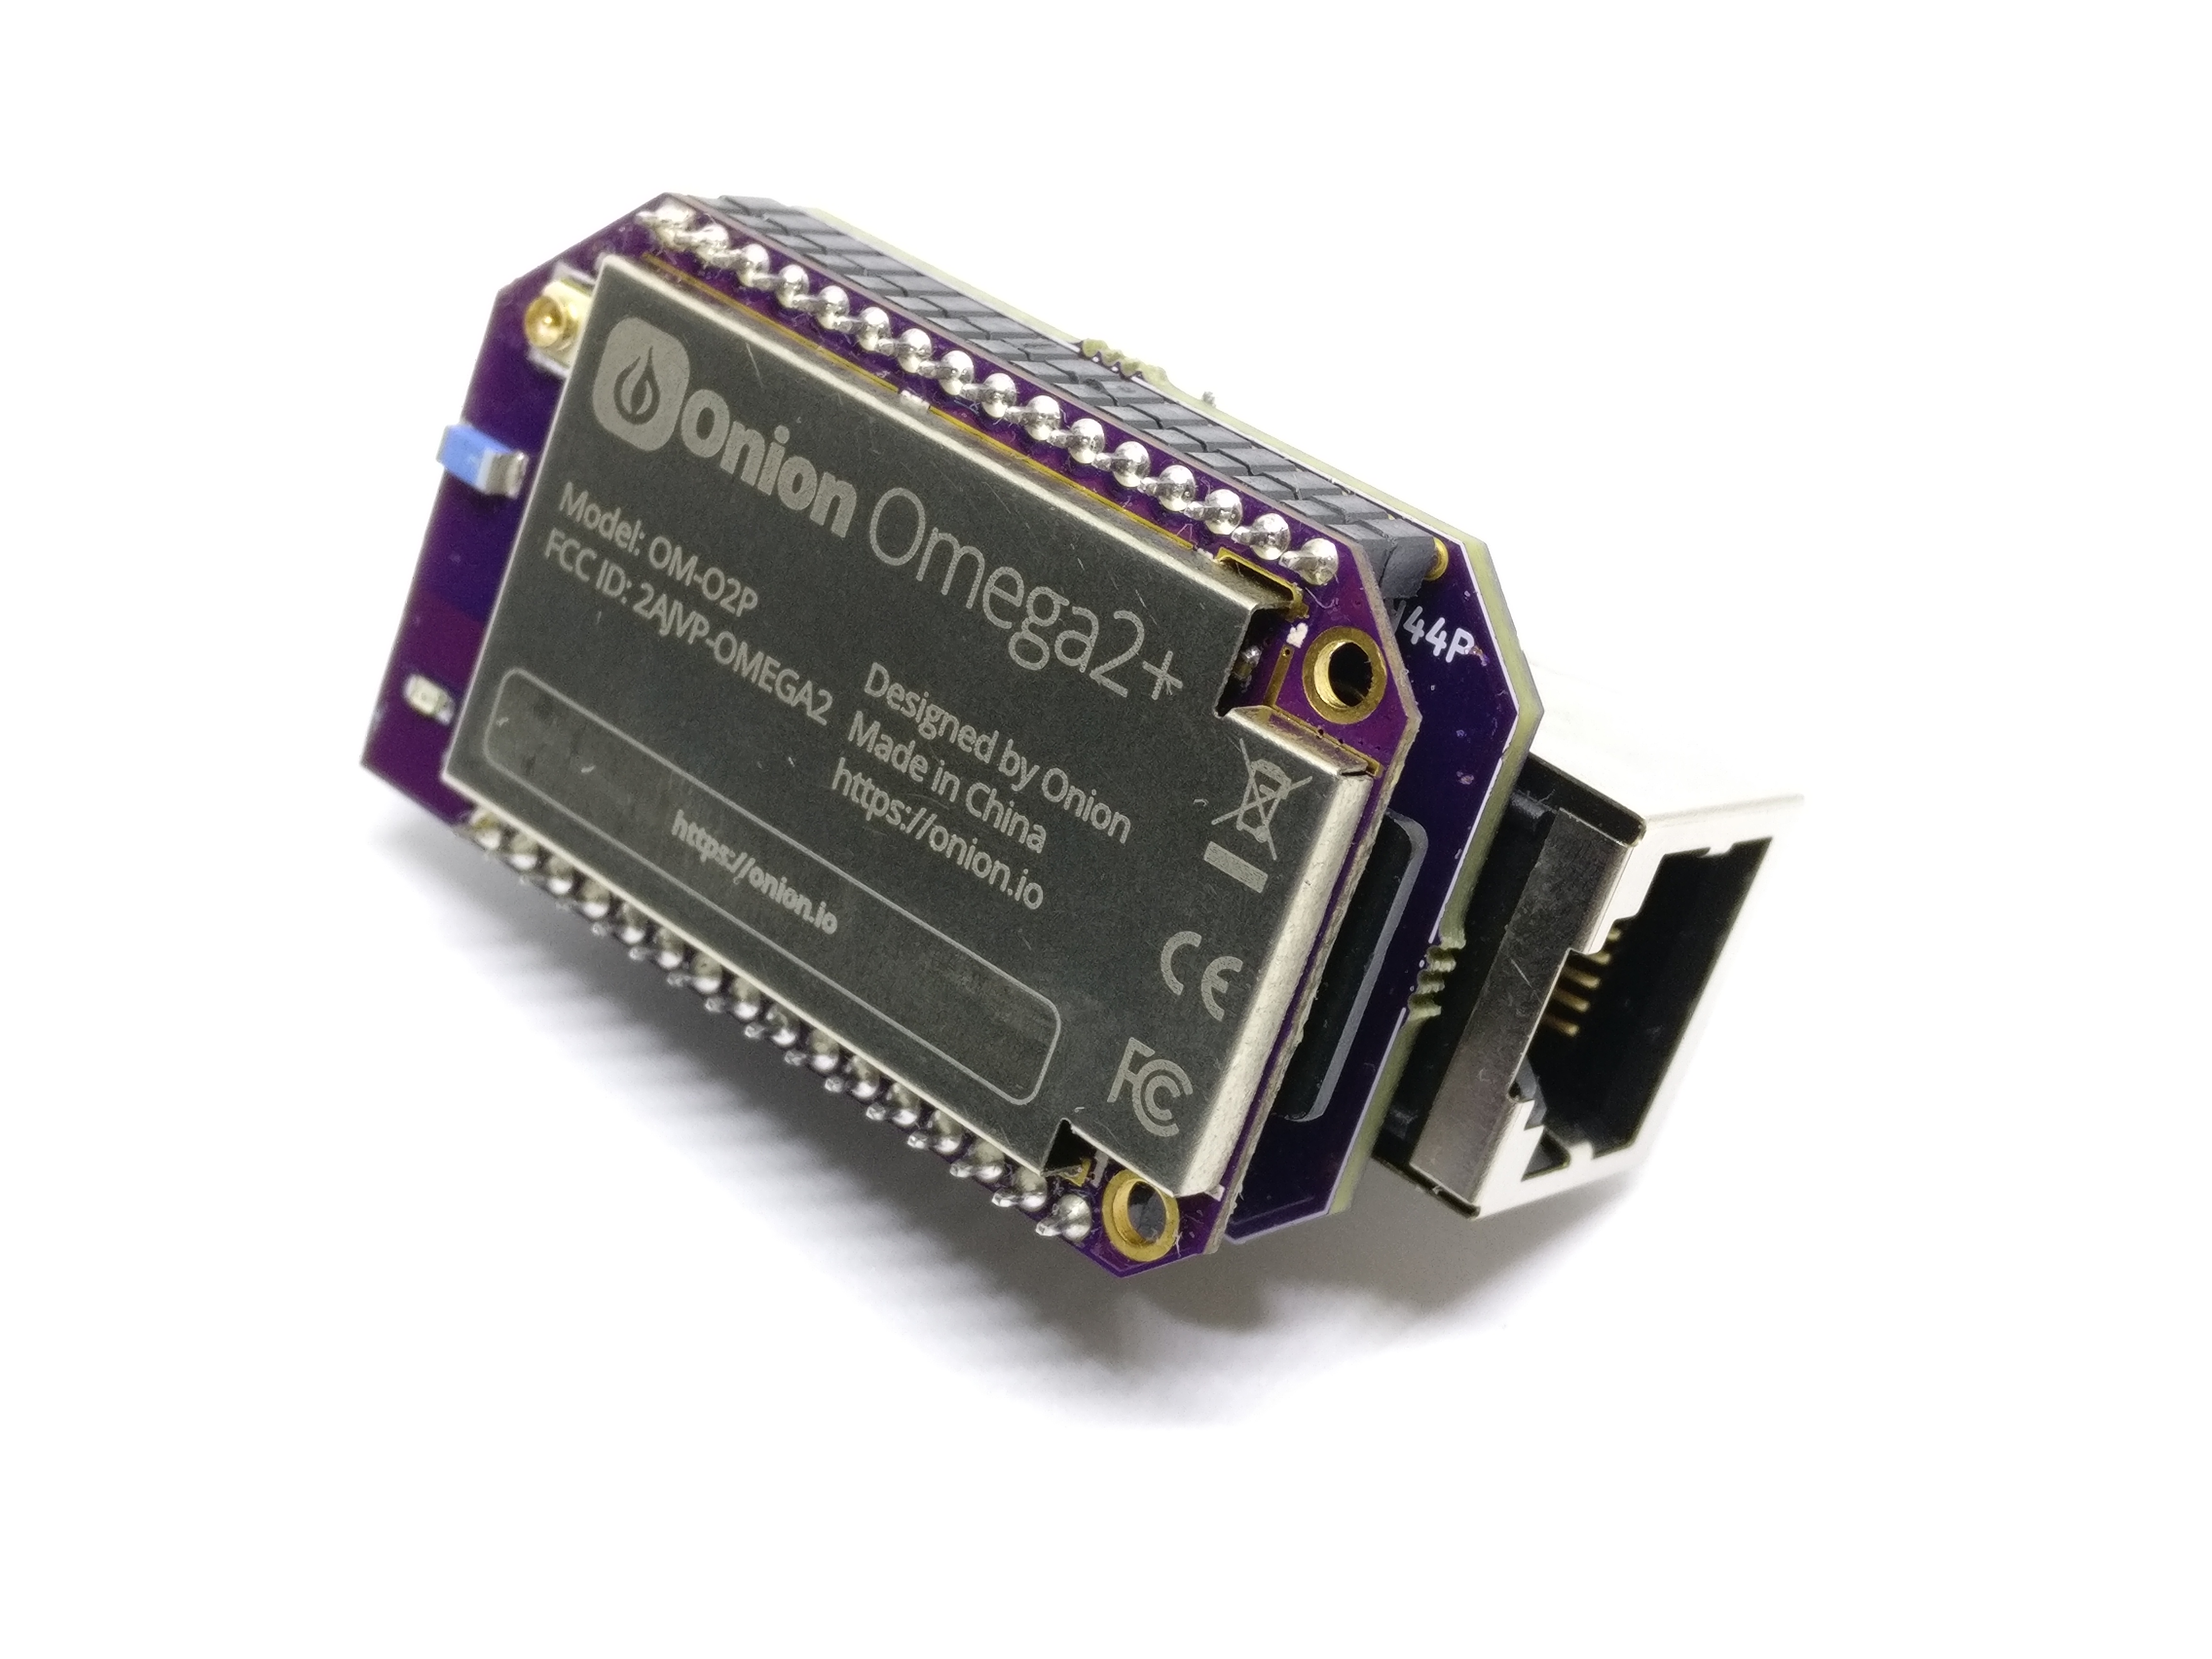 Onion Omega2+
Model: OM-O2P
FCC ID: 2AJVP-OMEGA2
Designed by Onion
Made in China
https://onion.io
https://onion.io
CE
FC
44P